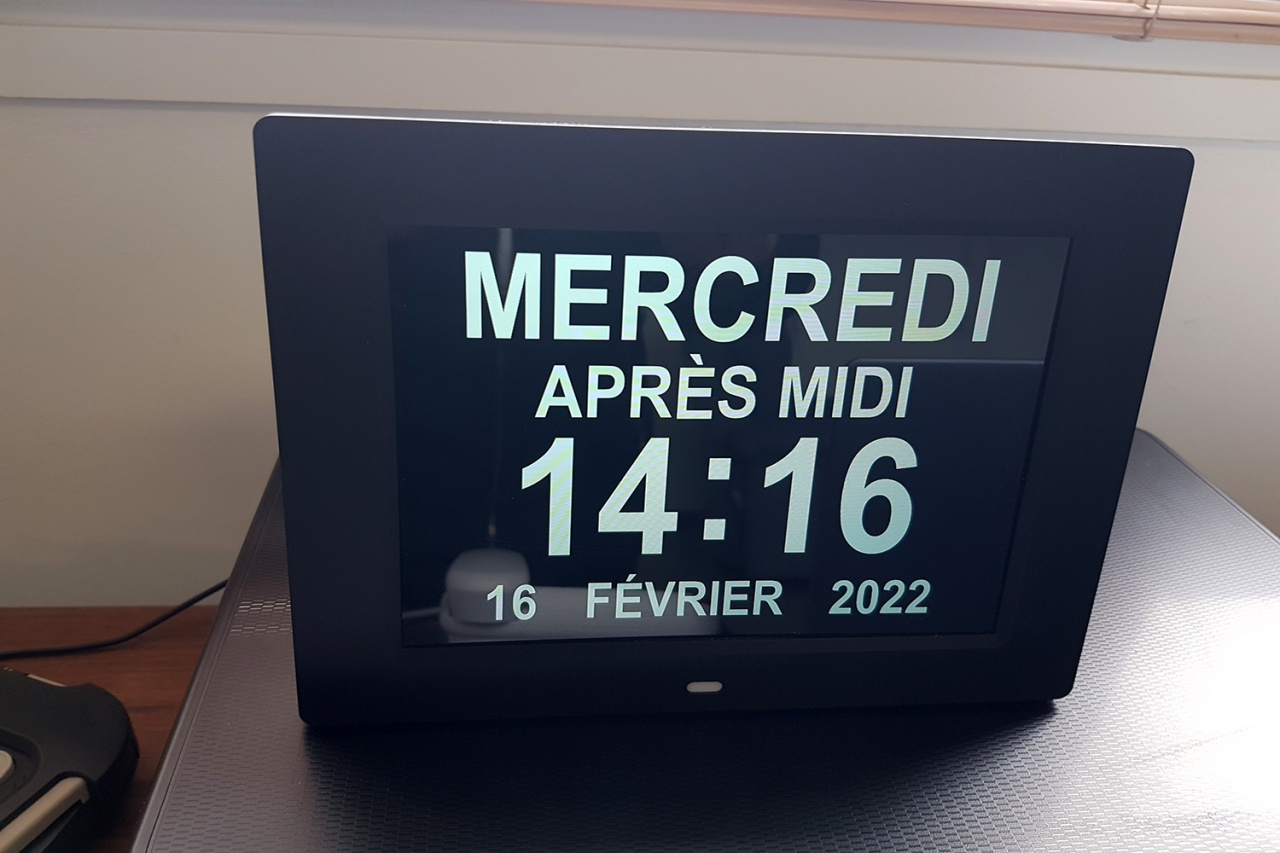 MERCREDI
APRÈS MIDI
14:16
16 FÉVRIER 2022